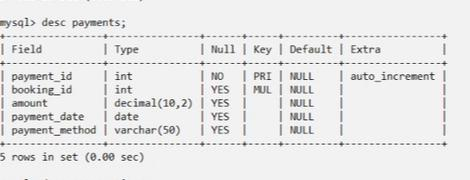 mysql> desc payments;
+----------------+---------------+------+-----+---------+----------------+
| Field          | Type          | Null | Key | Default | Extra          |
+----------------+---------------+------+-----+---------+----------------+
| payment_id     | int           | NO   | PRI | NULL    | auto_increment |
| booking_id     | int           | YES  | MUL | NULL    |                |
| amount         | decimal(10,2) | YES  |     | NULL    |                |
| payment_date   | date          | YES  |     | NULL    |                |
| payment_method | varchar(50)   | YES  |     | NULL    |                |
+----------------+---------------+------+-----+---------+----------------+
5 rows in set (0.00 sec)